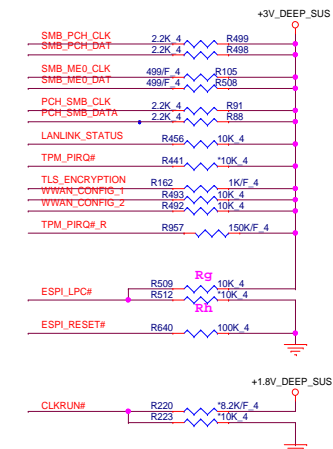 +3V_DEEP_SUS
SMB_PCH_CLK 2.2K_4 R499
SMB_PCH_DAT 2.2K_4 R498
SMB_ME0_CLK 499/F_4 R105
SMB_ME0_DAT 499/F_4 R508
PCH_SMB_CLK 2.2K_4 R91
PCH_SMB_DATA 2.2K_4 R88
LANLINK_STATUS R456 10K_4
TPM_PIRQ# R441 *10K_4
TLS_ENCRYPTION R162 1K/F_4
WWAN_CONFIG_1 R493 10K_4
WWAN_CONFIG_2 R492 10K_4
TPM_PIRQ#_R R957 150K/F_4
Rg
R509 10K_4
ESPI_LPC# R512 *10K_4
Rh
ESPI_RESET# R640 100K_4
+1.8V_DEEP_SUS
CLKRUN# R220 *8.2K/F_4
R223 *10K_4